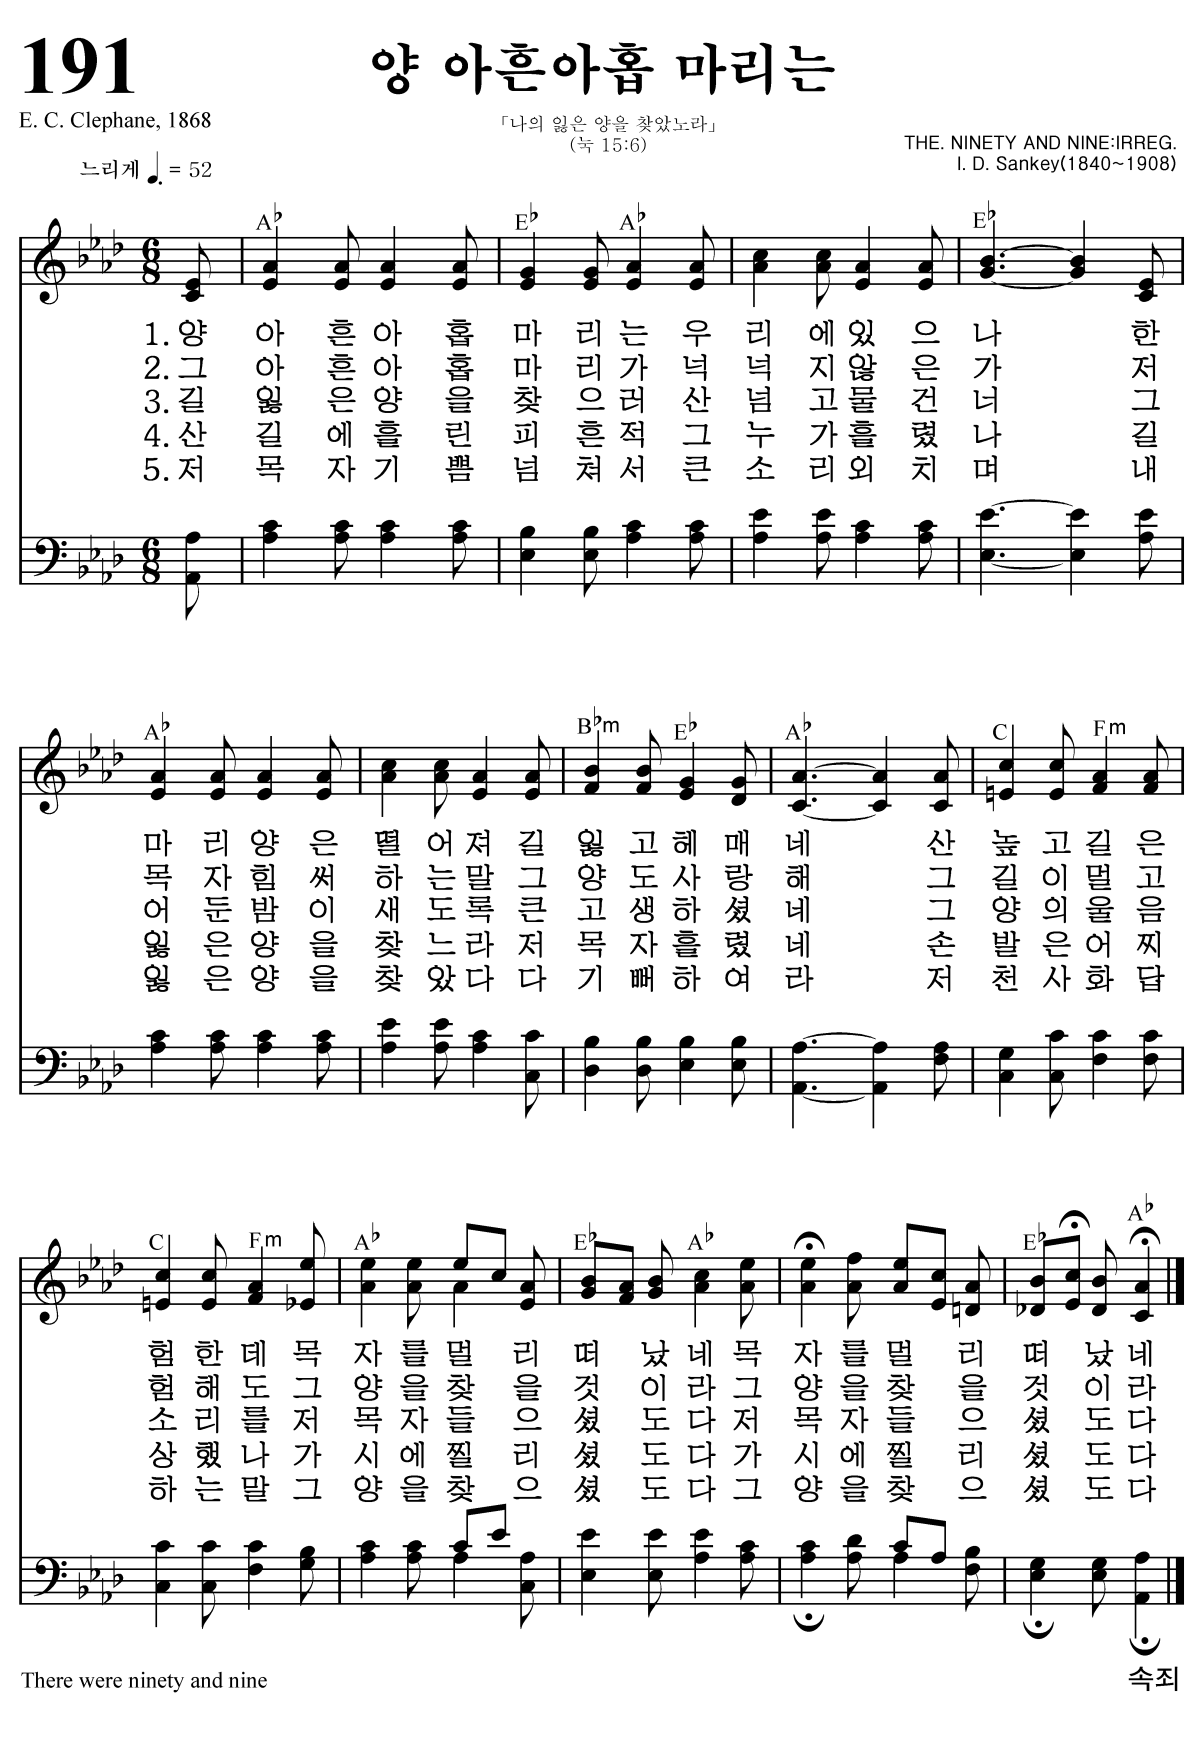 191
양 아흔아홉 마리는
E. C. Clephane, 1868
「나의 잃은 양을 찾았노라」
(눅 15:6)
THE. NINETY AND NINE:IRREG.
I. D. Sankey(1840~1908)
느리게 ♩. = 52
A♭ E♭ A♭ E♭
6 8
1. 양 아 흔 아 홉 마 리 는 우 리 에 있 으 나 한
2. 그 아 흔 아 홉 마 리 가 넉 넉 지 않 은 가 저
3. 길 잃 은 양 을 찾 으 러 산 넘 고 물 건 너 그
4. 산 길 에 흘 린 피 흔 적 그 누 가 흘 렸 나 길
5. 저 목 자 기 쁨 넘 쳐 서 큰 소 리 외 치 며 내
6 8
A♭ B♭m E♭ A♭ C Fm
마 리 양 은 떨 어 져 길 잃 고 헤 매 네 산 높 고 길 은
목 자 힘 써 하 는 말 그 양 도 사 랑 해 그 길 이 멀 고
어 둔 밤 이 새 도 록 큰 고 생 하 셨 네 그 양 의 울 음
잃 은 양 을 찾 느 라 저 목 자 흘 렸 네 손 발 은 어 찌
잃 은 양 을 찾 았 다 다 기 뻐 하 여 라 저 천 사 화 답
C Fm A♭ E♭ A♭ E♭ A♭
험 한 데 목 자 를 멀 리 떠 났 네 목 자 를 멀 리 떠 났 네
험 해 도 그 양 을 찾 을 것 이 라 그 양 을 찾 을 것 이 라
소 리 를 저 목 자 들 으 셨 도 다 저 목 자 들 으 셨 도 다
상 했 나 가 시 에 찔 리 셨 도 다 가 시 에 찔 리 셨 도 다
하 는 말 그 양 을 찾 으 셨 도 다 그 양 을 찾 으 셨 도 다
There were ninety and nine
속죄